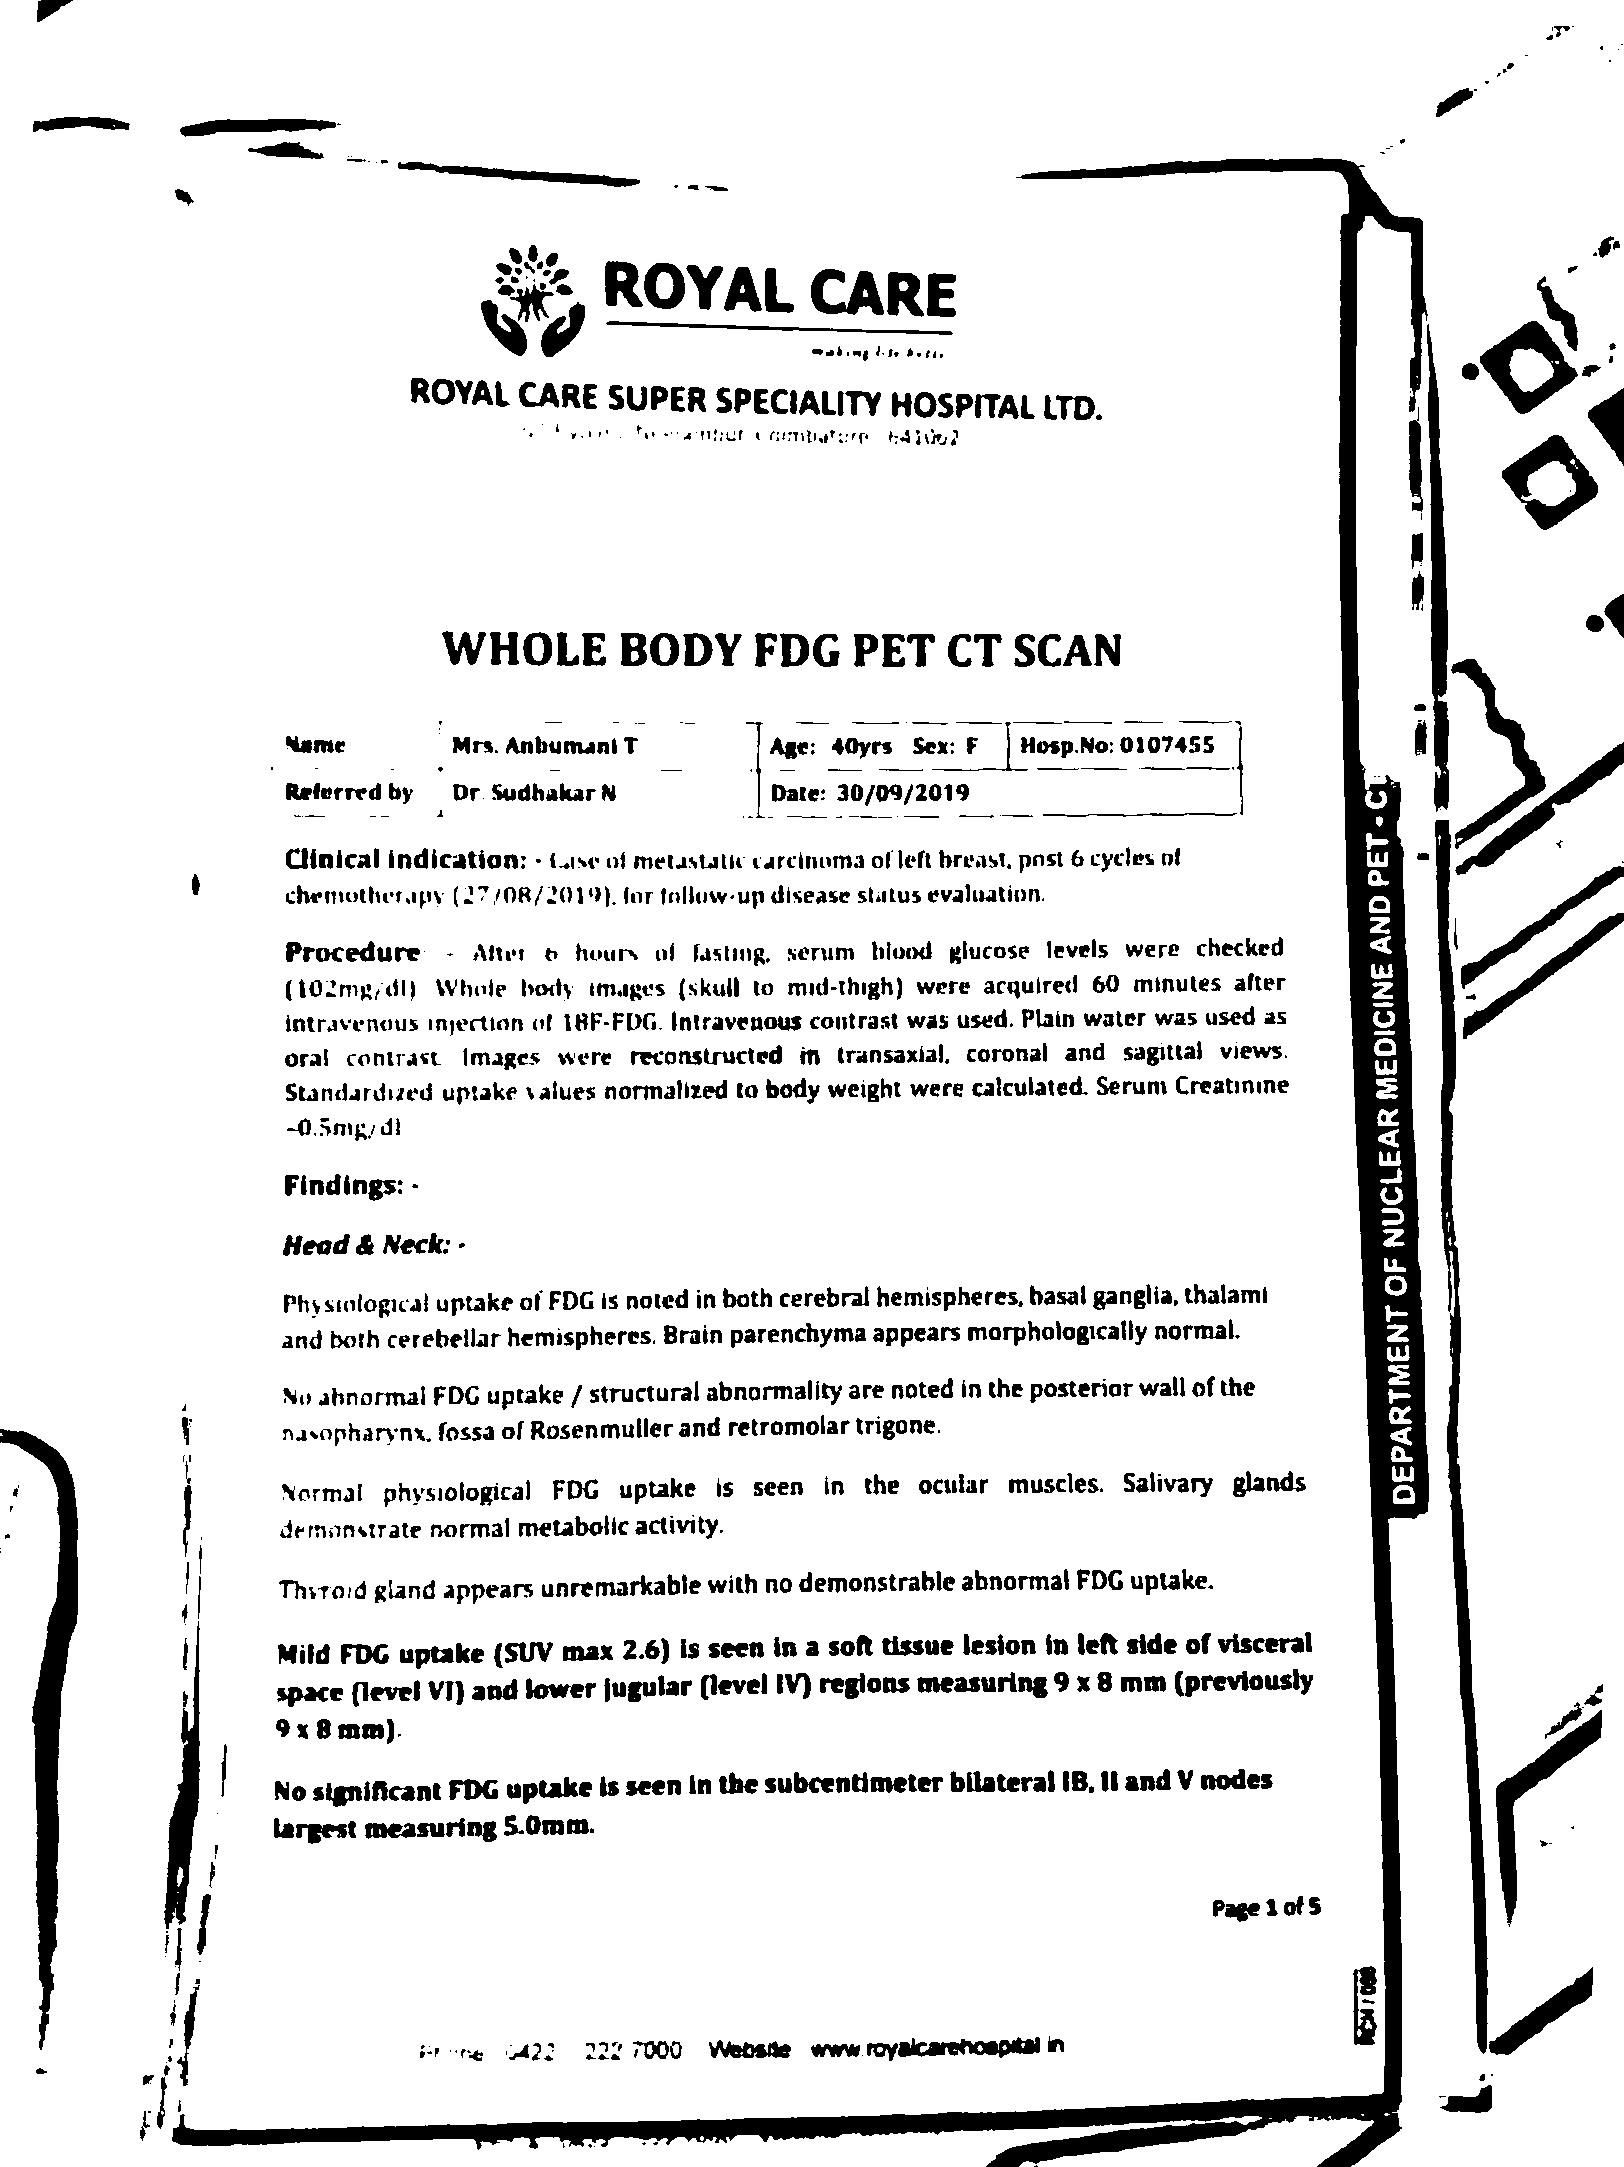 ROYAL CARE
making life better
ROYAL CARE SUPER SPECIALITY HOSPITAL LTD.
Coimbatore 641062
WHOLE BODY FDG PET CT SCAN
Name Mrs. Anbumani T Age: 40yrs Sex: F Hosp.No: 0107455
Referred by Dr. Sudhakar N Date: 30/09/2019
Clinical indication: - Case of metastatic carcinoma of left breast, post 6 cycles of
chemotherapy (27/08/2019), for follow-up disease status evaluation.
Procedure - After 6 hours of fasting, serum blood glucose levels were checked
(102mg/dl) Whole body images (skull to mid-thigh) were acquired 60 minutes after
intravenous injection of 18F-FDG. Intravenous contrast was used. Plain water was used as
oral contrast. Images were reconstructed in transaxial, coronal and sagittal views.
Standardized uptake values normalized to body weight were calculated. Serum Creatinine
-0.5mg/dl
Findings: -
Head & Neck: -
Physiological uptake of FDG is noted in both cerebral hemispheres, basal ganglia, thalami
and both cerebellar hemispheres. Brain parenchyma appears morphologically normal.
No abnormal FDG uptake / structural abnormality are noted in the posterior wall of the
nasopharynx, fossa of Rosenmuller and retromolar trigone.
Normal physiological FDG uptake is seen in the ocular muscles. Salivary glands
demonstrate normal metabolic activity.
Thyroid gland appears unremarkable with no demonstrable abnormal FDG uptake.
Mild FDG uptake (SUV max 2.6) is seen in a soft tissue lesion in left side of visceral
space (level VI) and lower jugular (level IV) regions measuring 9 x 8 mm (previously
9 x 8 mm).
No significant FDG uptake is seen in the subcentimeter bilateral IB, II and V nodes
largest measuring 5.0mm.
Page 1 of 5
Phone 0422 222 7000 Website www.royalcarehospital.in
DEPARTMENT OF NUCLEAR MEDICINE AND PET - CT